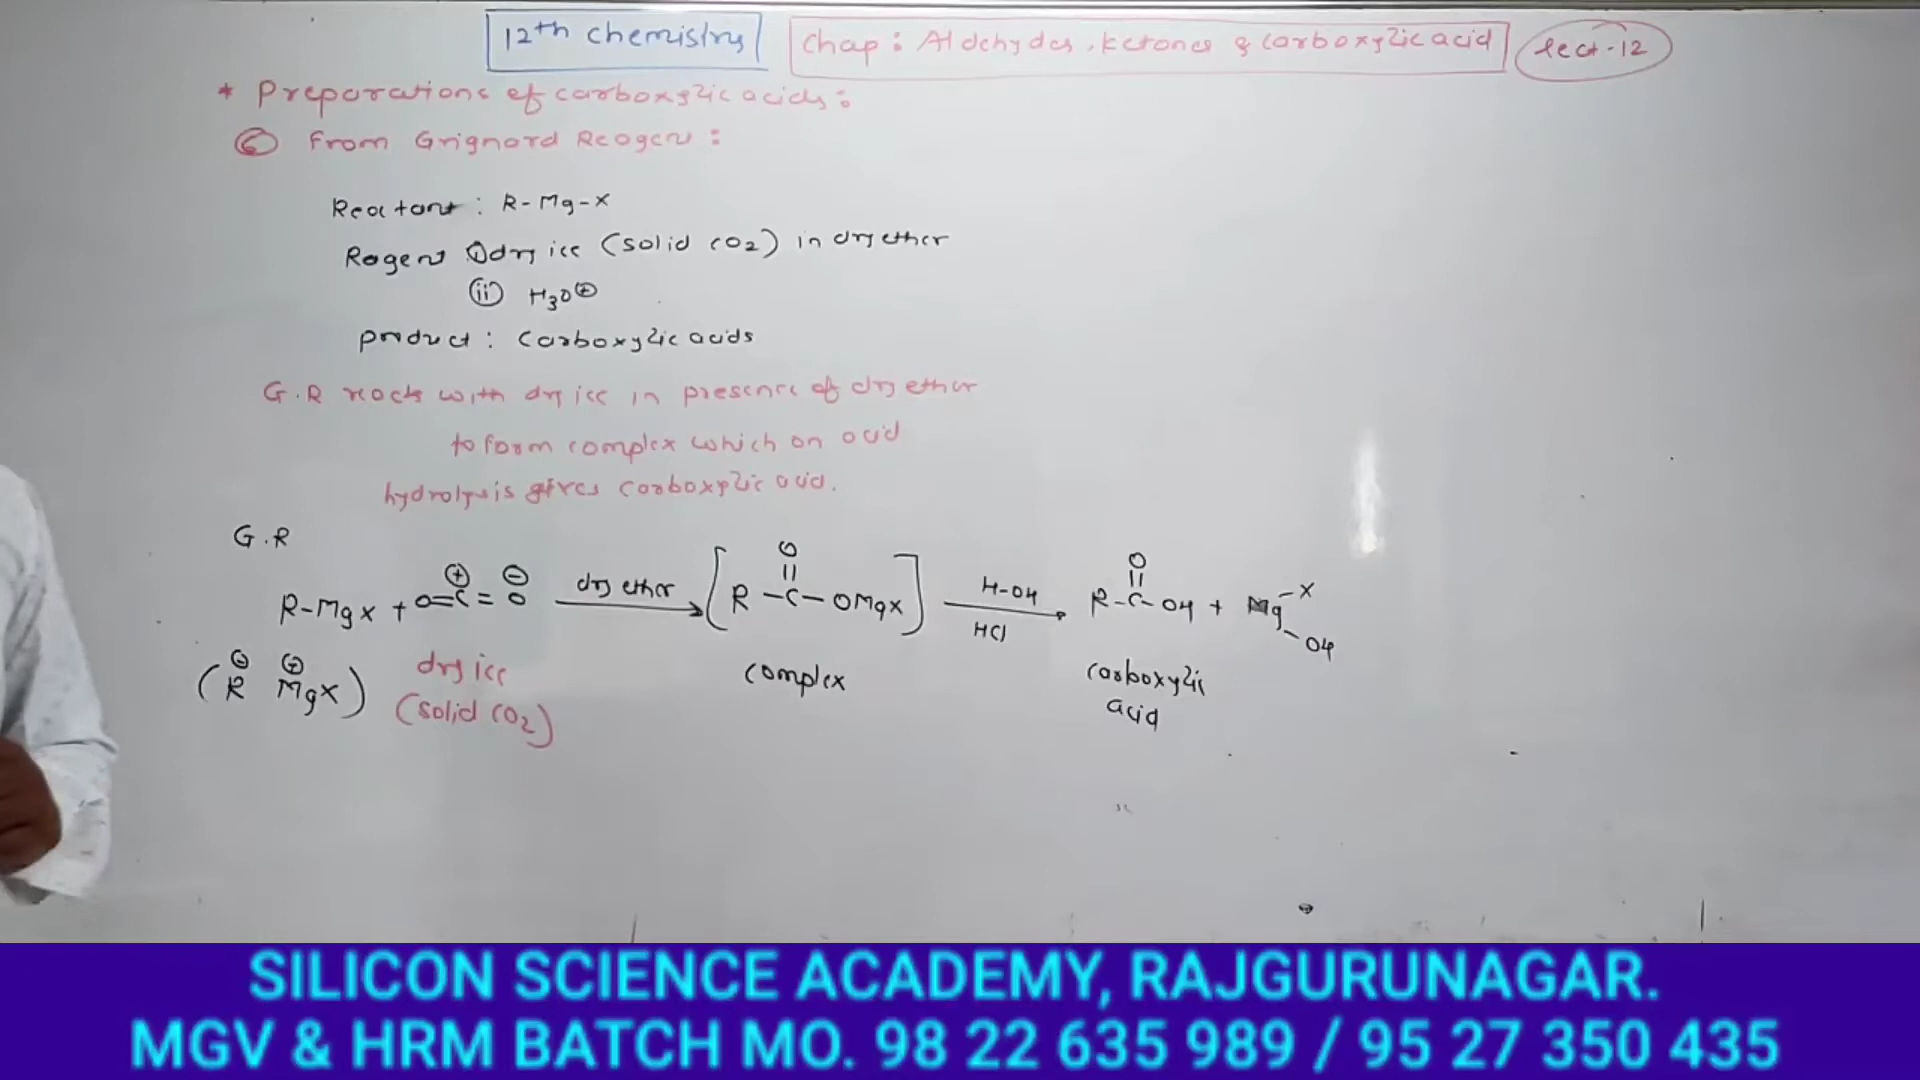 12th chemistry
Chap: Aldehydes, ketones & carboxylic acid
lect-12
* Preparations of carboxylic acids:
6 From Grignard Reagent:
Reactant: R-Mg-X
Reagent i dry ice (solid CO2) in dry ether
ii H3O⊕
product: Carboxylic acids
G.R reacts with dry ice in presence of dry ether
to form complex which on acid
hydrolysis gives carboxylic acid.
G.R
R-Mgx + O=C⊕=O⊖ dry ether [R-C(=O)-OMgx] H-OH HCl R-C(=O)-OH + Mg-X -OH
(R⊖ Mg⊕x) dry ice complex carboxylic
(solid CO2) acid
SILICON SCIENCE ACADEMY, RAJGURUNAGAR.
MGV & HRM BATCH MO. 98 22 635 989 / 95 27 350 435